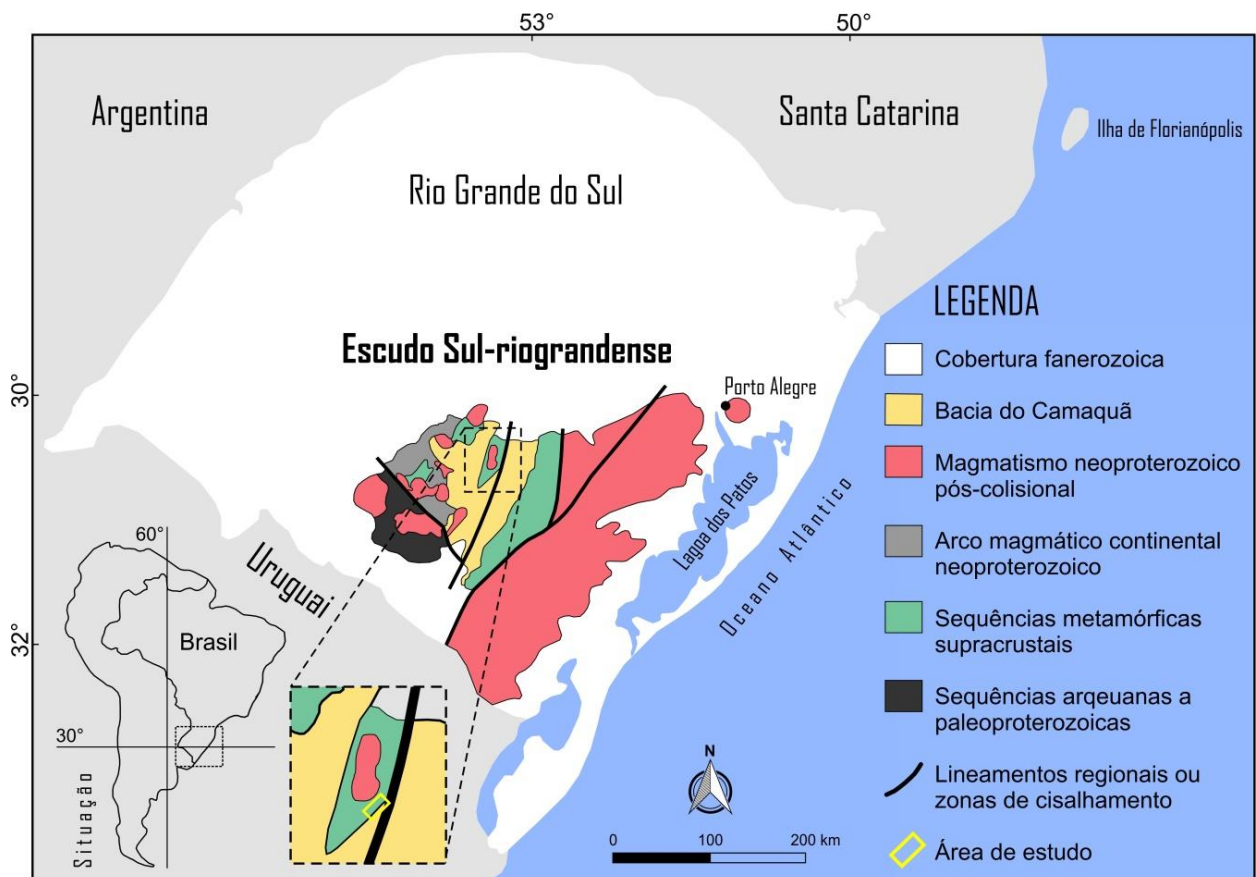 53°
50°
Argentina
Santa Catarina
Ilha de Florianópolis
Rio Grande do Sul
Escudo Sul-riograndense
30°
Porto Alegre
Lagoa dos Patos
Oceano Atlântico
Uruguai
32°
LEGENDA
Cobertura fanerozoica
Bacia do Camaquã
Magmatismo neoproterozoico
pós-colisional
Arco magmático continental
neoproterozoico
Sequências metamórficas
supracrustais
Sequências arqeuanas a
paleoproterozoicas
Lineamentos regionais ou
zonas de cisalhamento
Área de estudo
60°
Brasil
30°
Situação
N
0 100 200 km